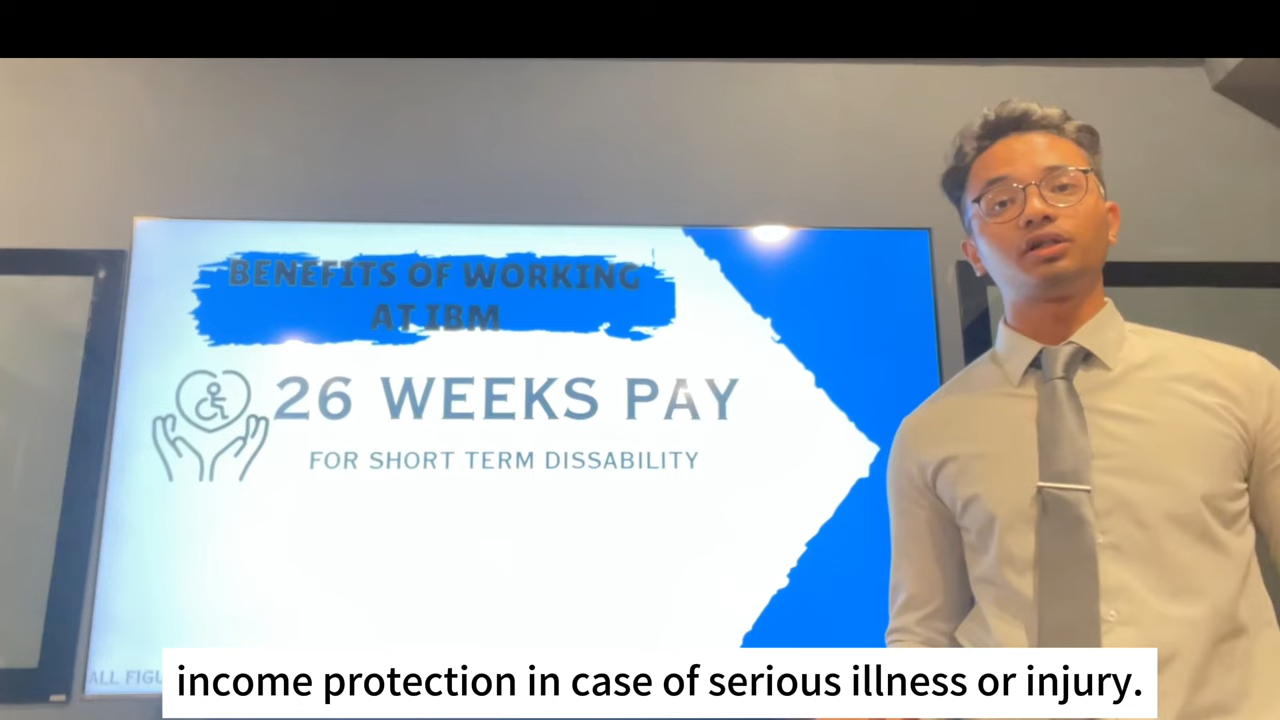 BENEFITS OF WORKING
AT IBM
26 WEEKS PAY
FOR SHORT TERM DISSABILITY
ALL
income protection in case of serious illness or injury.